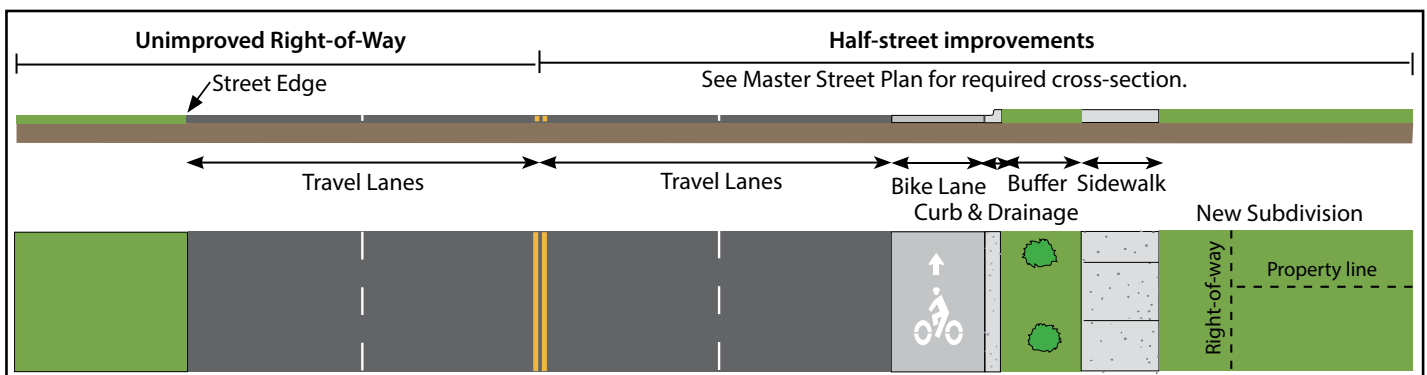 Unimproved Right-of-Way
Half-street improvements
Street Edge
See Master Street Plan for required cross-section.
Travel Lanes
Travel Lanes
Bike Lane
Buffer
Sidewalk
Curb & Drainage
New Subdivision
Right-of-way
Property line